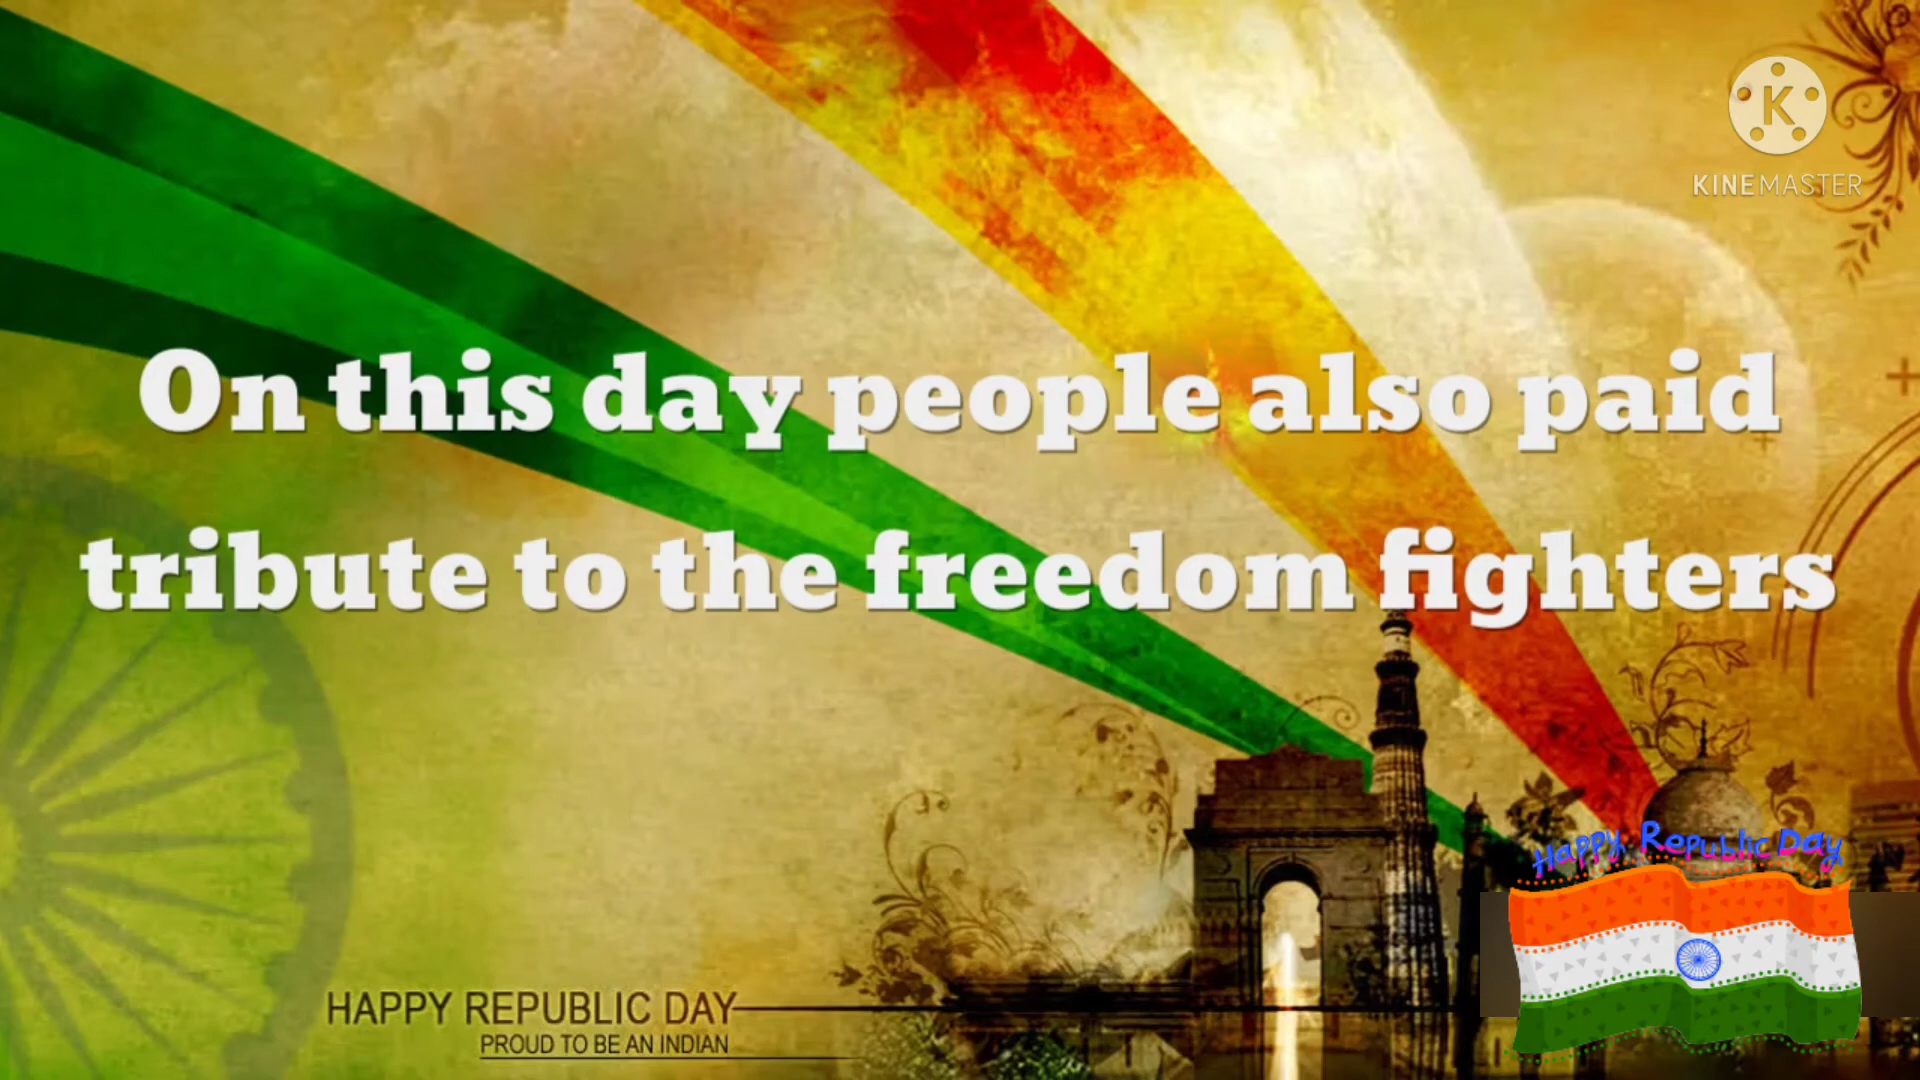 K
KINEMASTER
On this day people also paid
tribute to the freedom fighters
Happy Republic Day
HAPPY REPUBLIC DAY
PROUD TO BE AN INDIAN